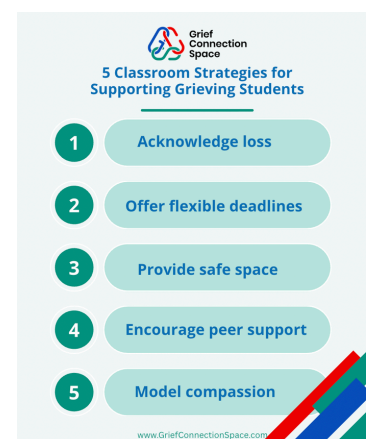 Grief
Connection
Space
5 Classroom Strategies for
Supporting Grieving Students
1 Acknowledge loss
2 Offer flexible deadlines
3 Provide safe space
4 Encourage peer support
5 Model compassion
www.GriefConnectionSpace.com